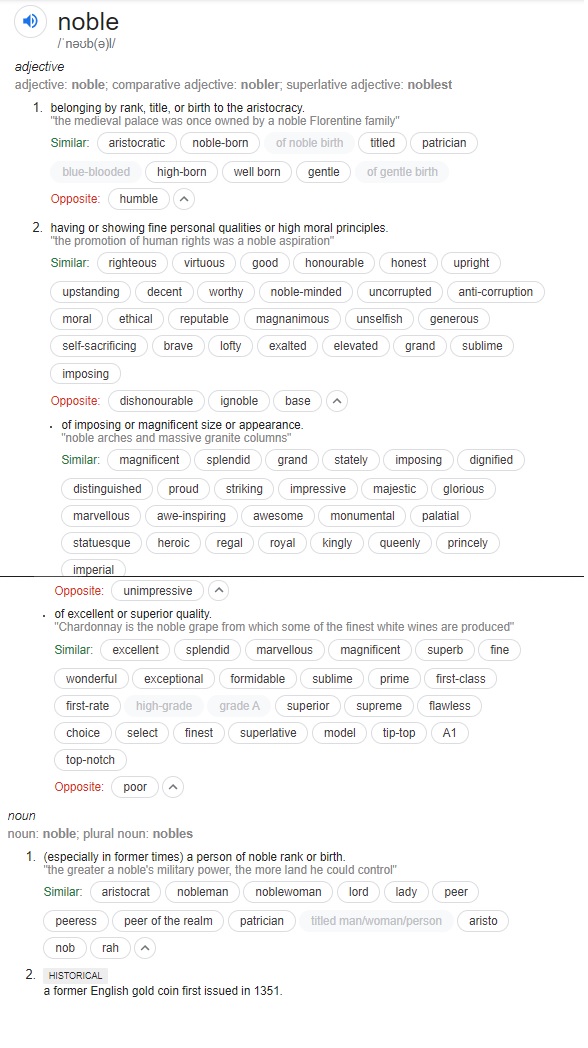 noble
/ˈnəʊb(ə)l/
adjective
adjective: noble; comparative adjective: nobler; superlative adjective: noblest
1. belonging by rank, title, or birth to the aristocracy.
"the medieval palace was once owned by a noble Florentine family"
Similar: aristocratic noble-born of noble birth titled patrician
blue-blooded high-born well born gentle of gentle birth
Opposite: humble
2. having or showing fine personal qualities or high moral principles.
"the promotion of human rights was a noble aspiration"
Similar: righteous virtuous good honourable honest upright
upstanding decent worthy noble-minded uncorrupted anti-corruption
moral ethical reputable magnanimous unselfish generous
self-sacrificing brave lofty exalted elevated grand sublime
imposing
Opposite: dishonourable ignoble base
• of imposing or magnificent size or appearance.
"noble arches and massive granite columns"
Similar: magnificent splendid grand stately imposing dignified
distinguished proud striking impressive majestic glorious
marvellous awe-inspiring awesome monumental palatial
statuesque heroic regal royal kingly queenly princely
imperial
Opposite: unimpressive
• of excellent or superior quality.
"Chardonnay is the noble grape from which some of the finest white wines are produced"
Similar: excellent splendid marvellous magnificent superb fine
wonderful exceptional formidable sublime prime first-class
first-rate high-grade grade A superior supreme flawless
choice select finest superlative model tip-top A1
top-notch
Opposite: poor
noun
noun: noble; plural noun: nobles
1. (especially in former times) a person of noble rank or birth.
"the greater a noble's military power, the more land he could control"
Similar: aristocrat nobleman noblewoman lord lady peer
peeress peer of the realm patrician titled man/woman/person aristo
nob rah
2. HISTORICAL
a former English gold coin first issued in 1351.